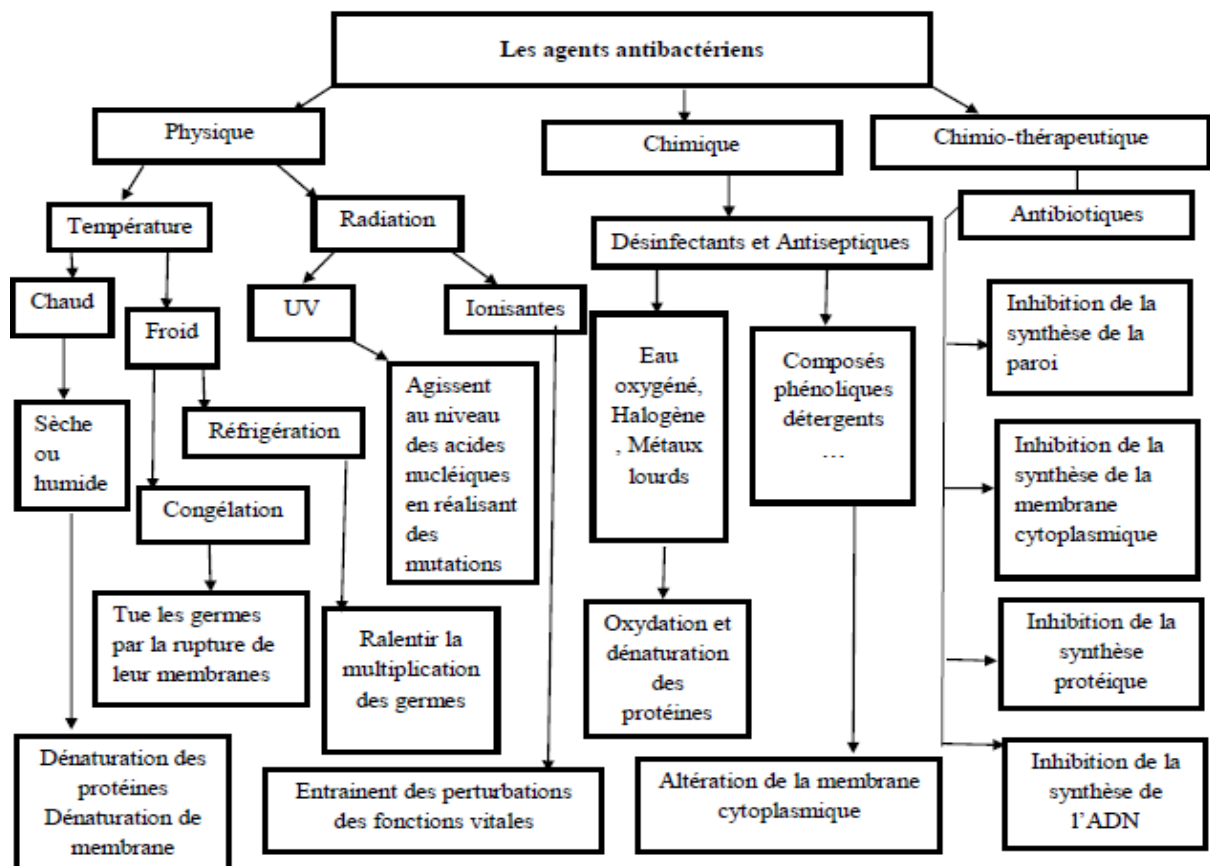 Les agents antibactériens
Physique
Chimique
Chimio-thérapeutique
Température
Radiation
Désinfectants et Antiseptiques
Antibiotiques
Chaud
Froid
UV
Ionisantes
Sèche
ou
humide
Réfrigération
Congélation
Agissent
au niveau
des acides
nucléiques
en réalisant
des
mutations
Eau
oxygéné,
Halogène
, Métaux
lourds
Composés
phénoliques
détergents
…
Inhibition de la
synthèse de la
paroi
Inhibition de la
synthèse de la
membrane
cytoplasmique
Inhibition de la
synthèse
protéique
Inhibition de la
synthèse de
l’ADN
Tue les germes
par la rupture de
leur membranes
Ralentir la
multiplication
des germes
Oxydation et
dénaturation
des
protéines
Dénaturation des
protéines
Dénaturation de
membrane
Entrainent des perturbations
des fonctions vitales
Altération de la membrane
cytoplasmique